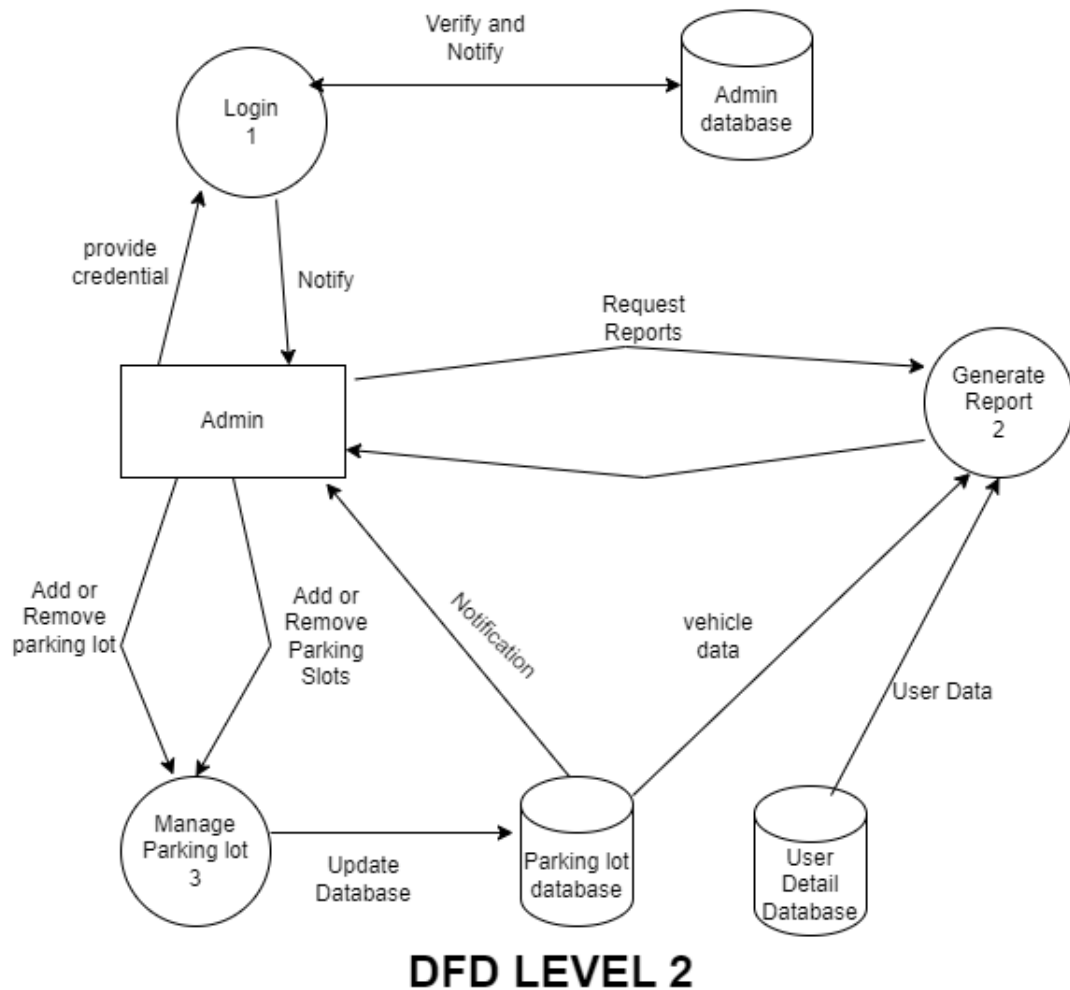 Verify and
Notify
Login
1
Admin
database
provide
credential
Notify
Request
Reports
Generate
Report
2
Admin
Add or
Remove
parking lot
Add or
Remove
Parking
Slots
Notification
vehicle
data
User Data
Manage
Parking lot
3
Update
Database
Parking lot
database
User
Detail
Database
DFD LEVEL 2